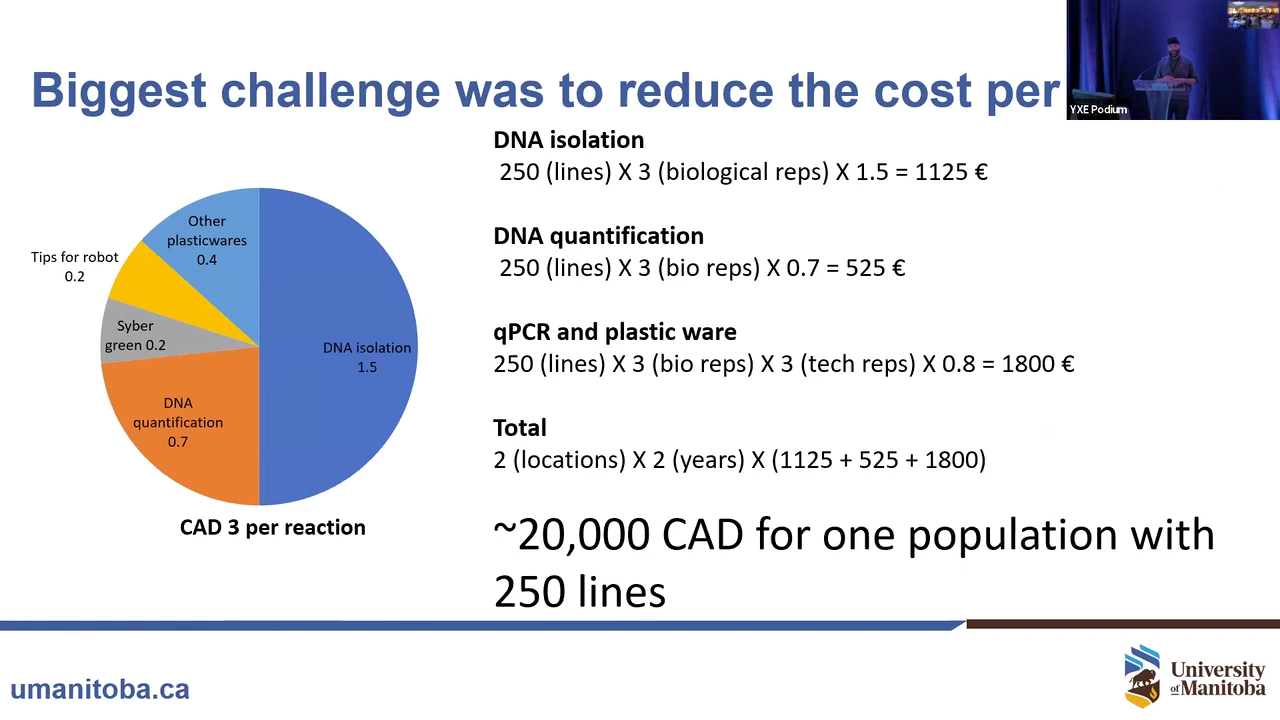 Biggest challenge was to reduce the cost per
YXE Podium
DNA isolation
250 (lines) X 3 (biological reps) X 1.5 = 1125 €
DNA quantification
250 (lines) X 3 (bio reps) X 0.7 = 525 €
qPCR and plastic ware
250 (lines) X 3 (bio reps) X 3 (tech reps) X 0.8 = 1800 €
Total
2 (locations) X 2 (years) X (1125 + 525 + 1800)
~20,000 CAD for one population with
250 lines
Other
plasticwares
0.4
Tips for robot
0.2
Syber
green 0.2
DNA isolation
1.5
DNA
quantification
0.7
CAD 3 per reaction
umanitoba.ca
University
of Manitoba